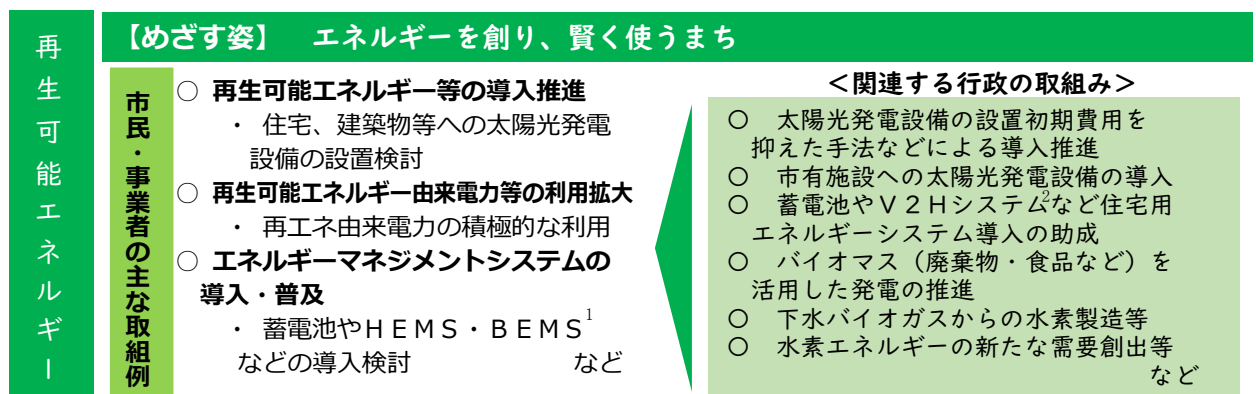 再生可能エネルギー
【めざす姿】　エネルギーを創り、賢く使うまち
市民・事業者の主な取組例
○ 再生可能エネルギー等の導入推進
・ 住宅、建築物等への太陽光発電
設備の設置検討
○ 再生可能エネルギー由来電力等の利用拡大
・ 再エネ由来電力の積極的な利用
○ エネルギーマネジメントシステムの
導入・普及
・ 蓄電池やＨＥＭＳ・ＢＥＭＳ1
などの導入検討　　　　　など
＜関連する行政の取組み＞
○　太陽光発電設備の設置初期費用を
抑えた手法などによる導入推進
○　市有施設への太陽光発電設備の導入
○　蓄電池やＶ２Ｈシステム2など住宅用
エネルギーシステム導入の助成
○　バイオマス（廃棄物・食品など）を
活用した発電の推進
○　下水バイオガスからの水素製造等
○　水素エネルギーの新たな需要創出等
など